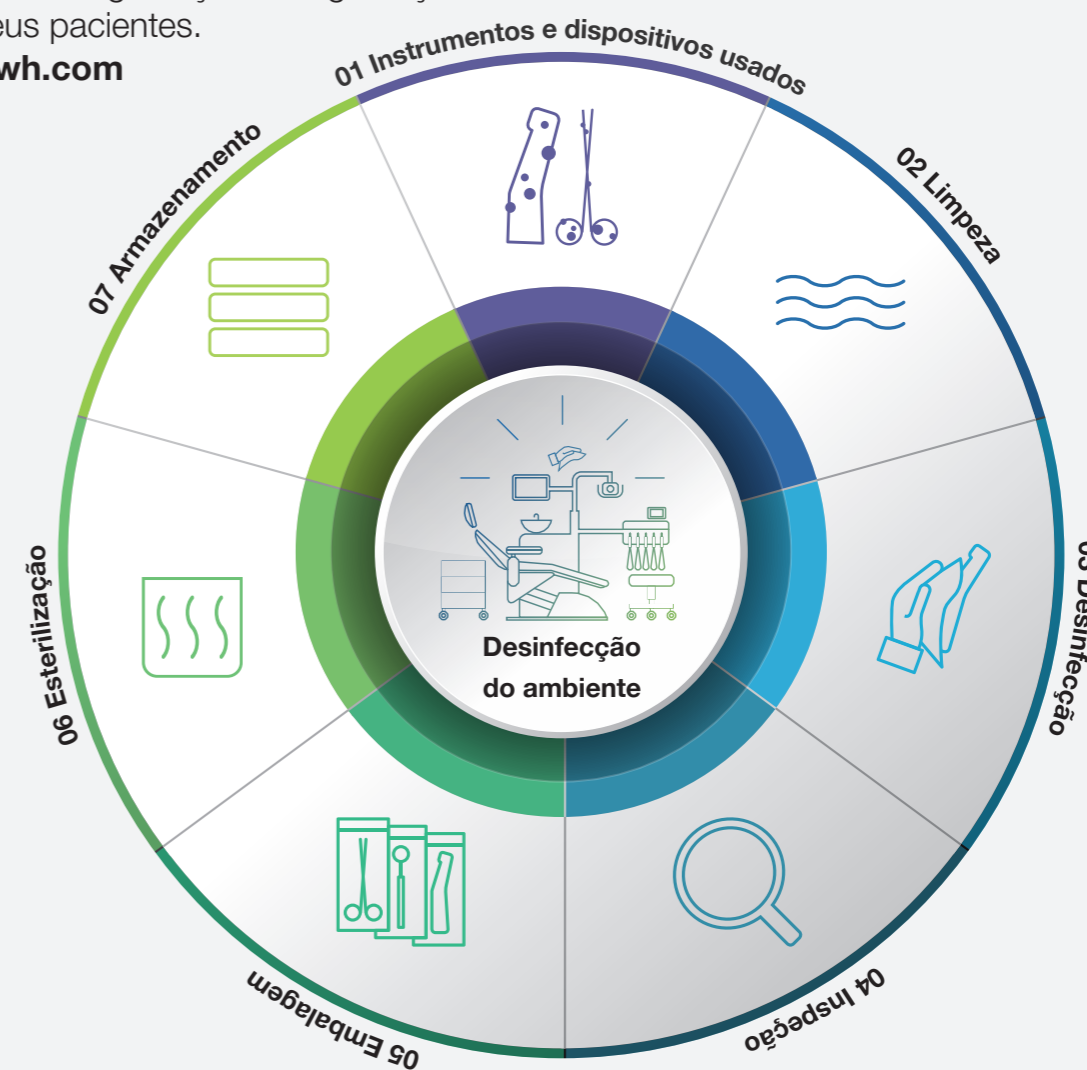 eus pacientes.
wh.com
01 Instrumentos e dispositivos usados
02 Limpeza
03 Desinfecção
04 Inspeção
05 Embalagem
06 Esterilização
07 Armazenamento
Desinfecção
do ambiente